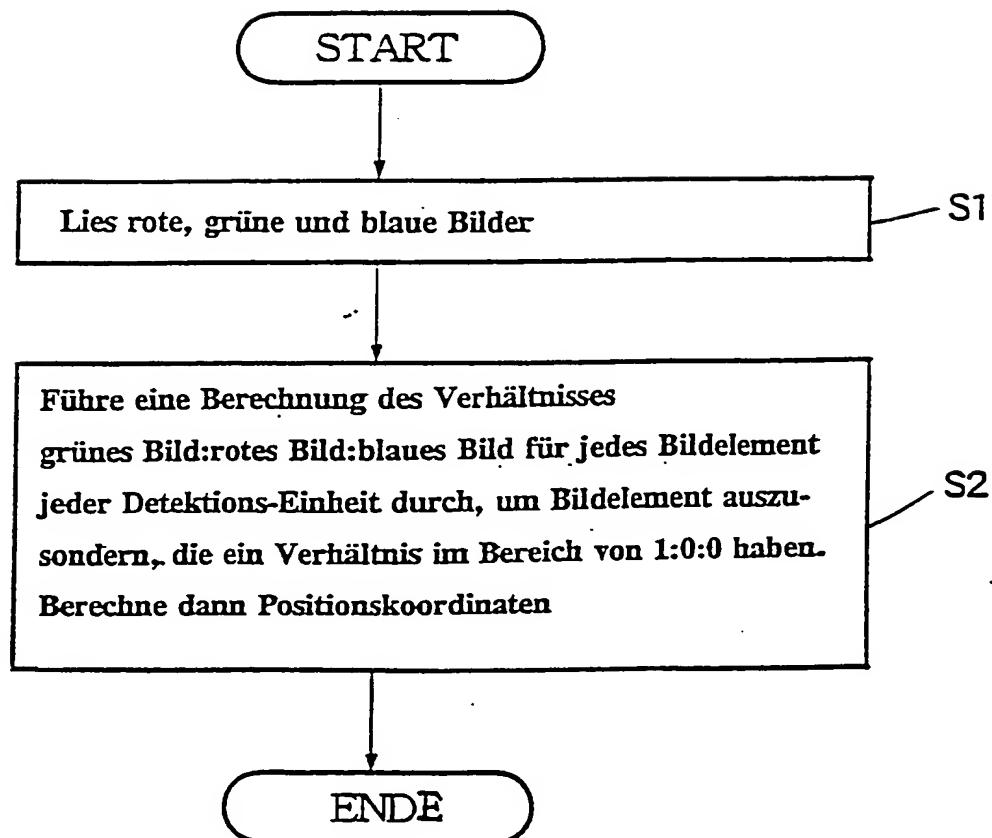 START
Lies rote, grüne und blaue Bilder
S1
Führe eine Berechnung des Verhältnisses
grünes Bild:rotes Bild:blaues Bild für jedes Bildelement
jeder Detektions-Einheit durch, um Bildelement auszu-
sondern, die ein Verhältnis im Bereich von 1:0:0 haben.
Berechne dann Positionskoordinaten
S2
ENDE